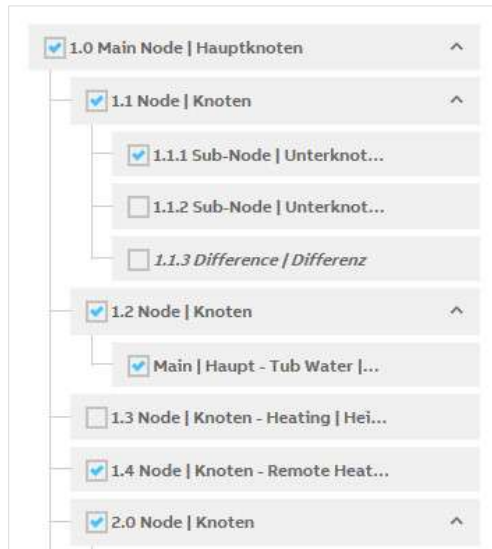 1.0 Main Node | Hauptknoten
1.1 Node | Knoten
1.1.1 Sub-Node | Unterknot...
1.1.2 Sub-Node | Unterknot...
1.1.3 Difference | Differenz
1.2 Node | Knoten
Main | Haupt - Tub Water |...
1.3 Node | Knoten - Heating | Hei...
1.4 Node | Knoten - Remote Heat...
2.0 Node | Knoten